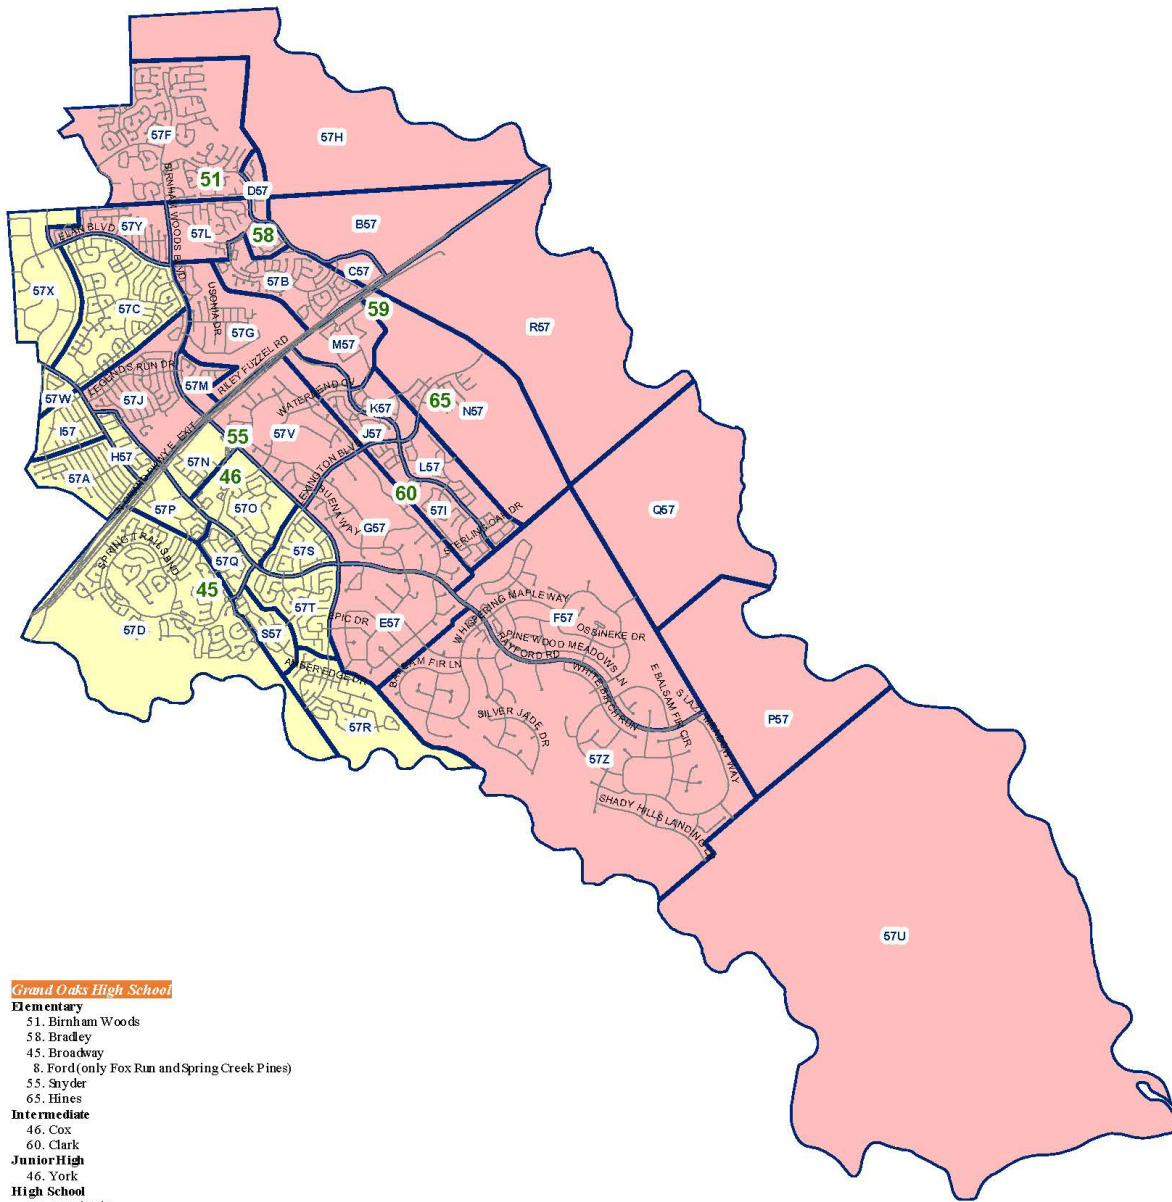 57H
57F
BIRNHAM WOODS BLVD
51
D57
57Y
ELAN BLVD
57L
58
B57
57X
57C
57B
C57
USONIA DR
59
R57
57G
M57
RILEY FUZZEL RD
LEGENDS RUN DR
57M
57W
57J
WATERBEND CV
K57
65
N57
I57
55
57V
J57
H57
57N
57A
46
LEXINGTON BLVD
L57
57P
57O
BUENA WAY
60
57I
Q57
G57
STERLING OAK DR
SPRING TRAILS BND
57S
57Q
45
57T
57D
S57
EPIC DR
E57
WHISPERING MAPLE WAY
F57
OSSINEKE DR
PINE WOOD MEADOWS LN
RAYFORD RD
AMBER EDGE DR
BALSAM FIR LN
WHITE BIRCH RUN
E BALSAM FIR CIR
57R
SILVER JADE DR
P57
57Z
SHADY HILLS LANDING
57U
Grand Oaks High School
Elementary
51. Birnham Woods
58. Bradley
45. Broadway
8. Ford (only Fox Run and Spring Creek Pines)
55. Snyder
65. Hines
Intermediate
46. Cox
60. Clark
Junior High
46. York
High School